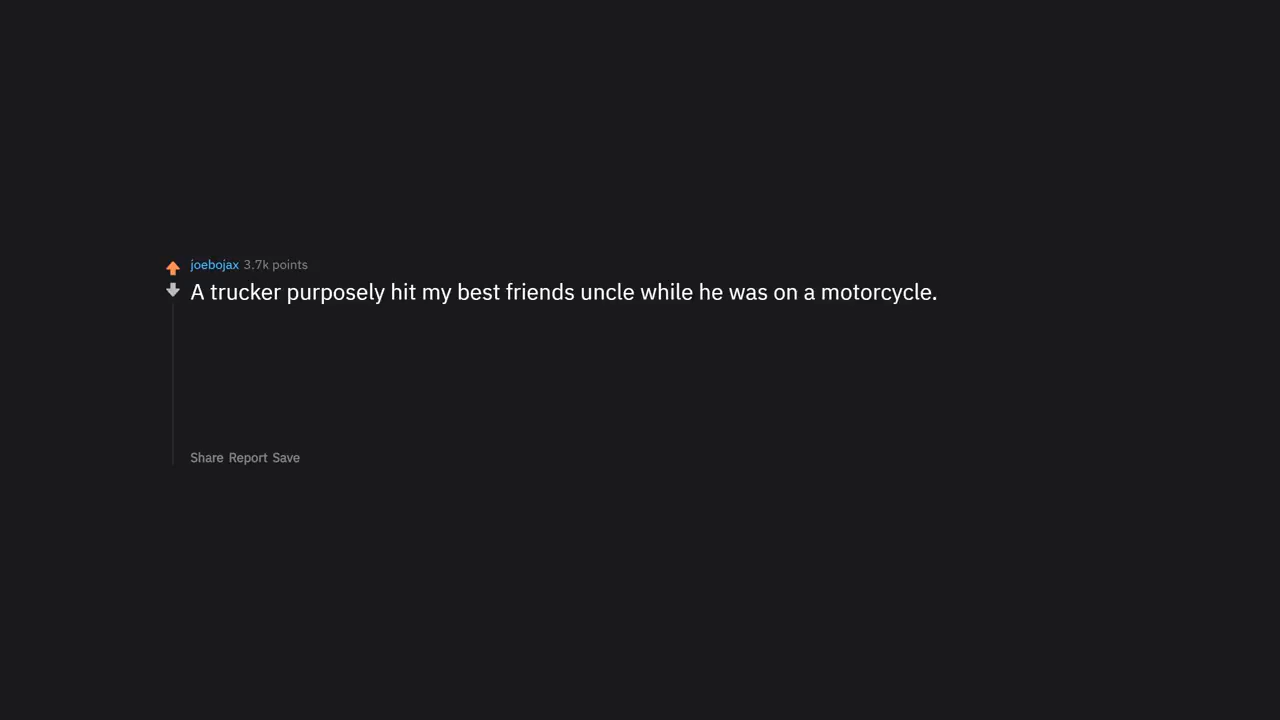 joebojax 3.7k points
A trucker purposely hit my best friends uncle while he was on a motorcycle.
Share Report Save